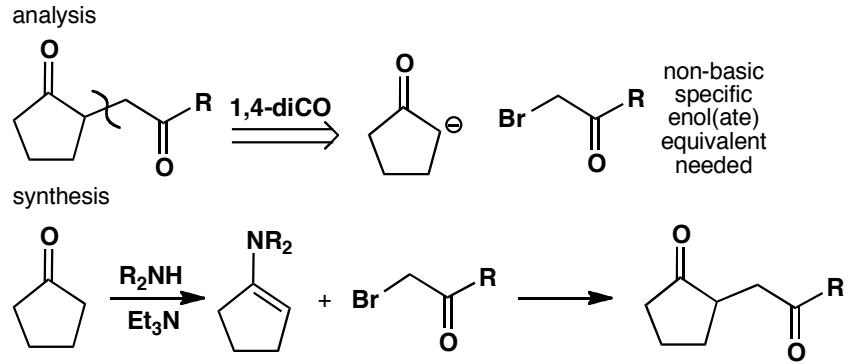 analysis
O
R
O
1,4-diCO
O
⊖
Br
R
O
non-basic
specific
enol(ate)
equivalent
needed
synthesis
O
R₂NH
Et₃N
NR₂
+
Br
R
O
O
R
O